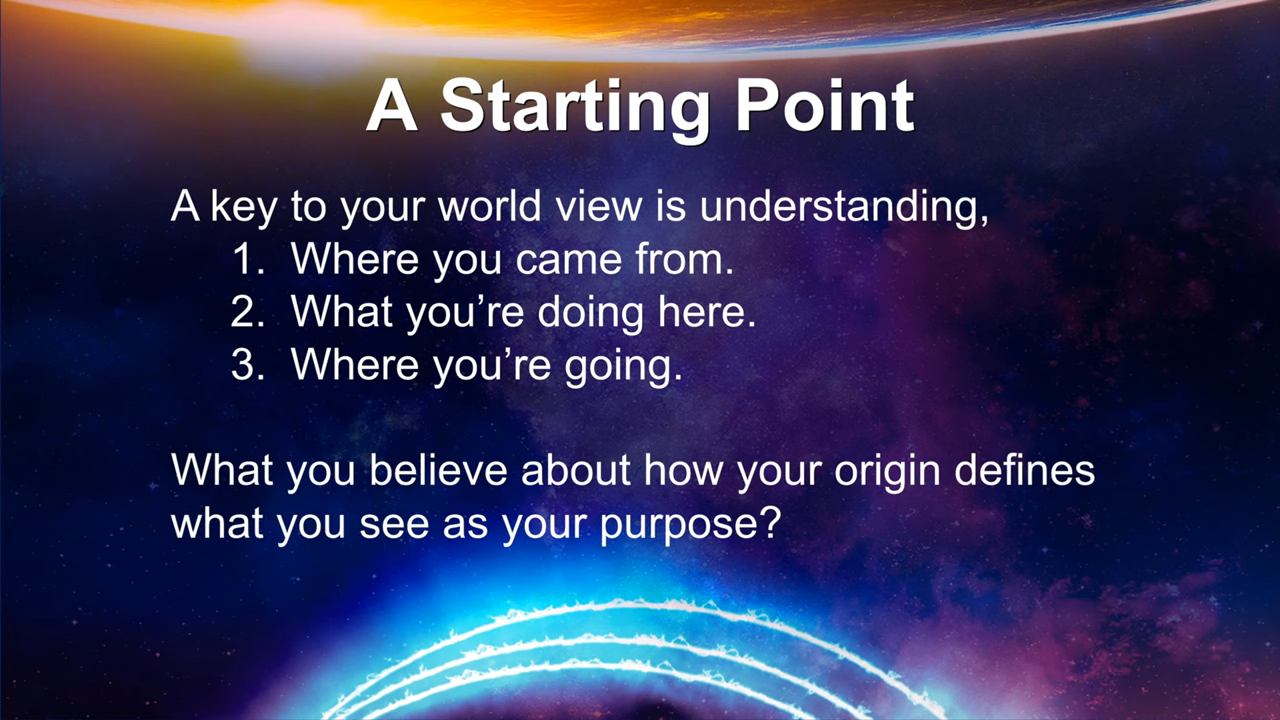 A Starting Point
A key to your world view is understanding,
1. Where you came from.
2. What you’re doing here.
3. Where you’re going.
What you believe about how your origin defines
what you see as your purpose?